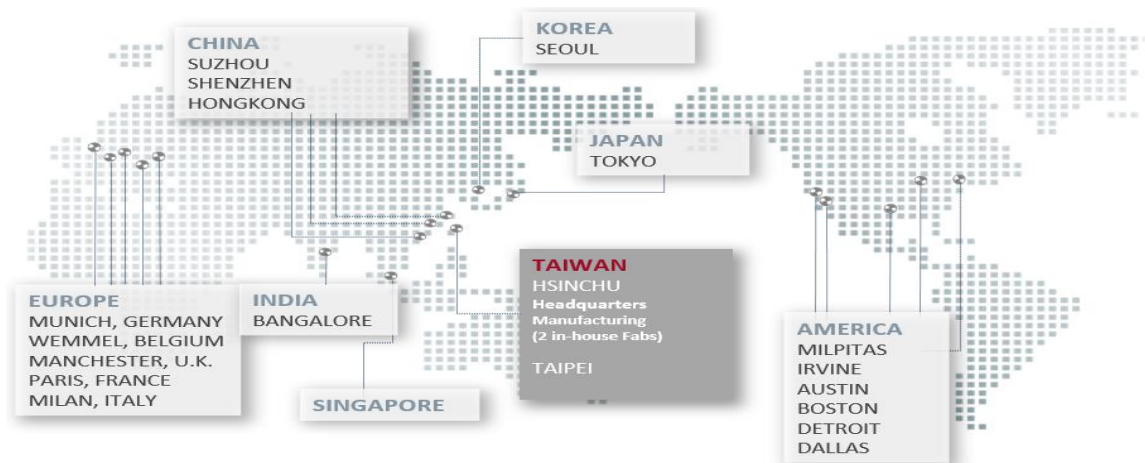 CHINA
SUZHOU
SHENZHEN
HONGKONG
KOREA
SEOUL
JAPAN
TOKYO
EUROPE
MUNICH, GERMANY
WEMMEL, BELGIUM
MANCHESTER, U.K.
PARIS, FRANCE
MILAN, ITALY
INDIA
BANGALORE
SINGAPORE
TAIWAN
HSINCHU
Headquarters
Manufacturing
(2 in-house Fabs)
TAIPEI
AMERICA
MILPITAS
IRVINE
AUSTIN
BOSTON
DETROIT
DALLAS